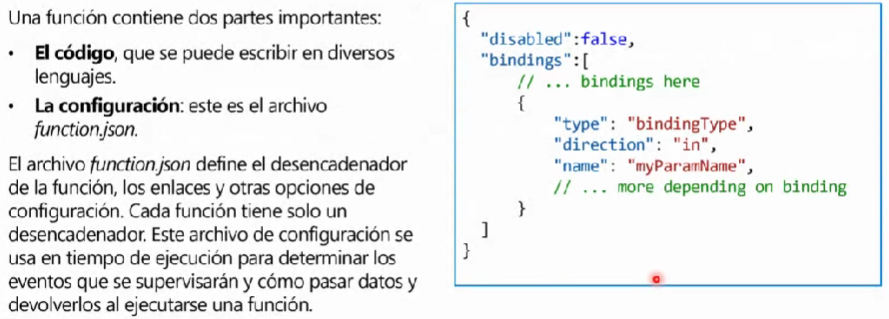 Una función contiene dos partes importantes:
• El código, que se puede escribir en diversos
lenguajes.
• La configuración: este es el archivo
function.json.
El archivo function.json define el desencadenador
de la función, los enlaces y otras opciones de
configuración. Cada función tiene solo un
desencadenador. Este archivo de configuración se
usa en tiempo de ejecución para determinar los
eventos que se supervisarán y cómo pasar datos y
devolverlos al ejecutarse una función.
{
"disabled":false,
"bindings":[
// ... bindings here
{
"type": "bindingType",
"direction": "in",
"name": "myParamName",
// ... more depending on binding
}
]
}